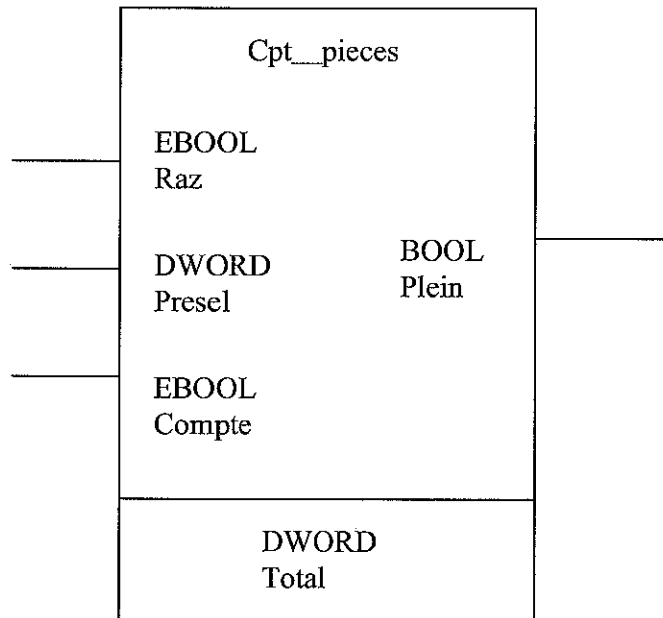 Cpt__pieces
EBOOL
Raz
DWORD
Presel
BOOL
Plein
EBOOL
Compte
DWORD
Total